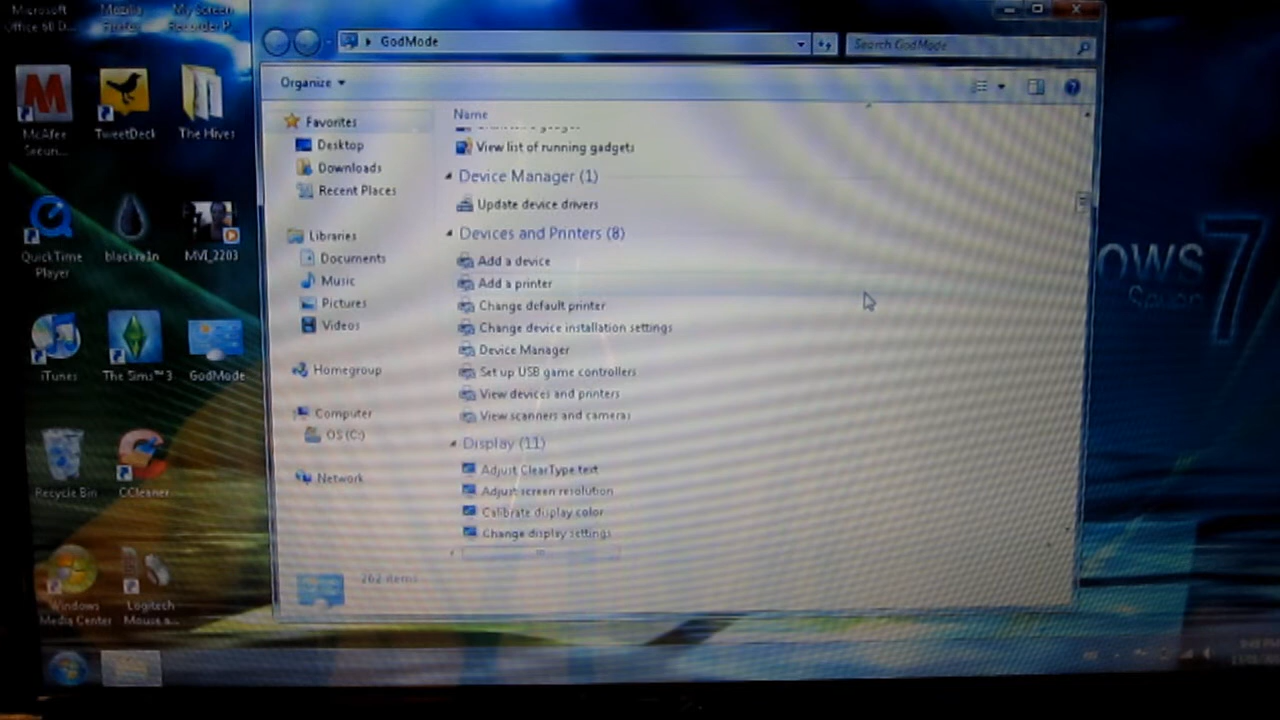 Microsoft
Office 60 D...
Mozilla
Firefox
My Screen
Recorder P...
McAfee
Securi...
TweetDeck
The Hives
QuickTime
Player
blackra1n
MVI_2203
iTunes
The Sims™ 3
GodMode
Recycle Bin
CCleaner
Windows
Media Center
Logitech
Mouse a...
GodMode
Search GodMode
Organize
Favorites
Desktop
Downloads
Recent Places
Libraries
Documents
Music
Pictures
Videos
Homegroup
Computer
OS (C:)
Network
Name
View list of running gadgets
Device Manager (1)
Update device drivers
Devices and Printers (8)
Add a device
Add a printer
Change default printer
Change device installation settings
Device Manager
Set up USB game controllers
View devices and printers
View scanners and cameras
Display (11)
Adjust ClearType text
Adjust screen resolution
Calibrate display color
Change display settings
262 items
ows 7
Seven